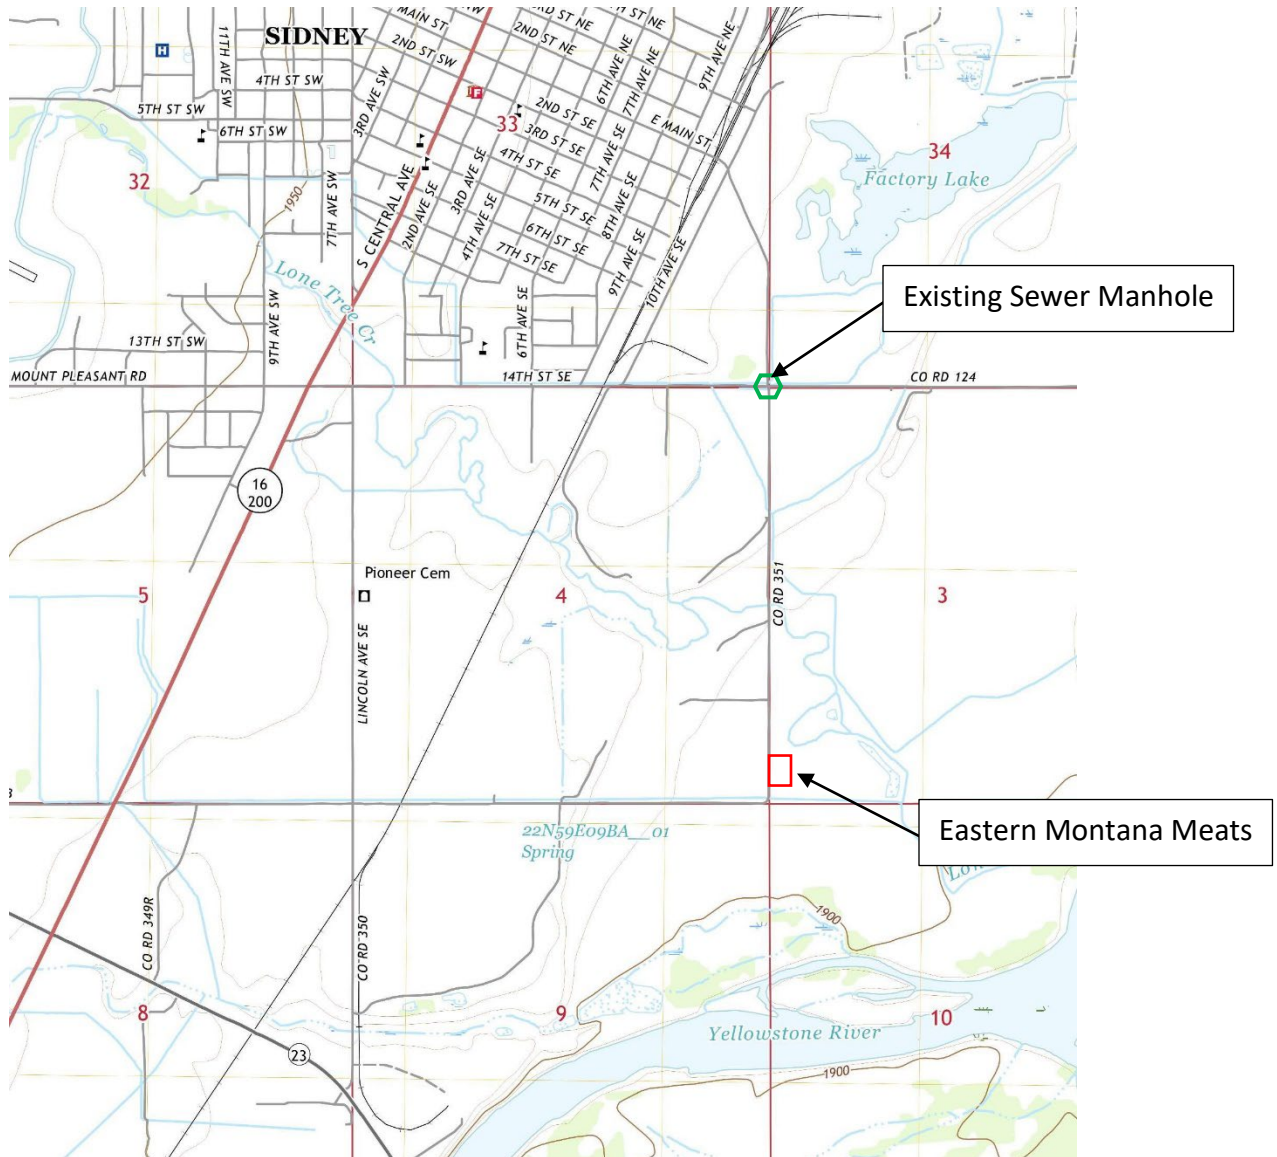 SIDNEY
MAIN ST
2ND ST SW
2ND ST NE
9TH AVE NE
11TH AVE SW
H
4TH ST SW
5TH ST SW
6TH ST SW
3RD AVE SW
F
33
2ND ST SE
3RD ST SE
4TH ST SE
5TH ST SE
6TH ST SE
7TH ST SE
6TH AVE NE
7TH AVE NE
E MAIN ST
34
Factory Lake
32
1950
7TH AVE SW
S CENTRAL AVE
2ND AVE SE
3RD AVE SE
4TH AVE SE
7TH AVE SE
8TH AVE SE
9TH AVE SE
10TH AVE SE
Lone Tree Cr
6TH AVE SE
9TH AVE SW
13TH ST SW
Existing Sewer Manhole
MOUNT PLEASANT RD
14TH ST SE
CO RD 124
16
200
Pioneer Cem
5
4
3
CO RD 351
LINCOLN AVE SE
22N59E09BA__01
Spring
Eastern Montana Meats
CO RD 349R
CO RD 350
1900
8
9
10
Yellowstone River
23
1900